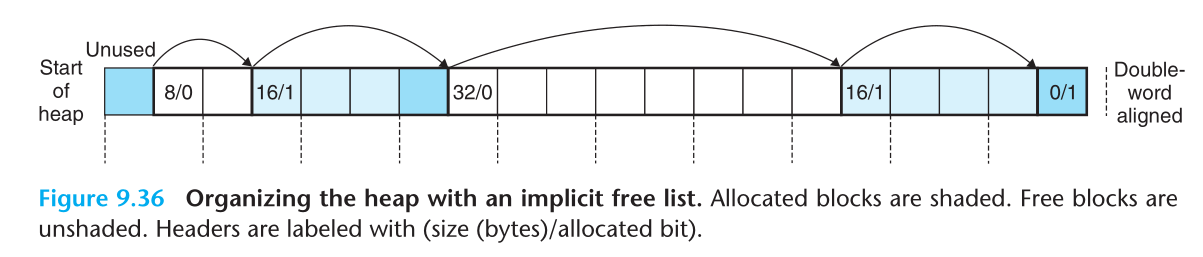 Unused
Start
of
heap
8/0
16/1
32/0
16/1
0/1
Double-
word
aligned
Figure 9.36 Organizing the heap with an implicit free list. Allocated blocks are shaded. Free blocks are
unshaded. Headers are labeled with (size (bytes)/allocated bit).